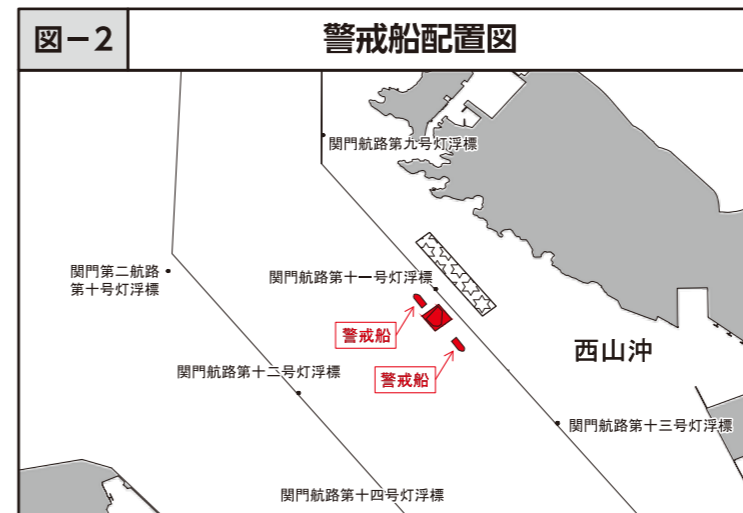 図－2
警戒船配置図
関門航路第九号灯浮標
関門第二航路
第十号灯浮標
関門航路第十一号灯浮標
警戒船
西山沖
関門航路第十二号灯浮標
警戒船
関門航路第十三号灯浮標
関門航路第十四号灯浮標